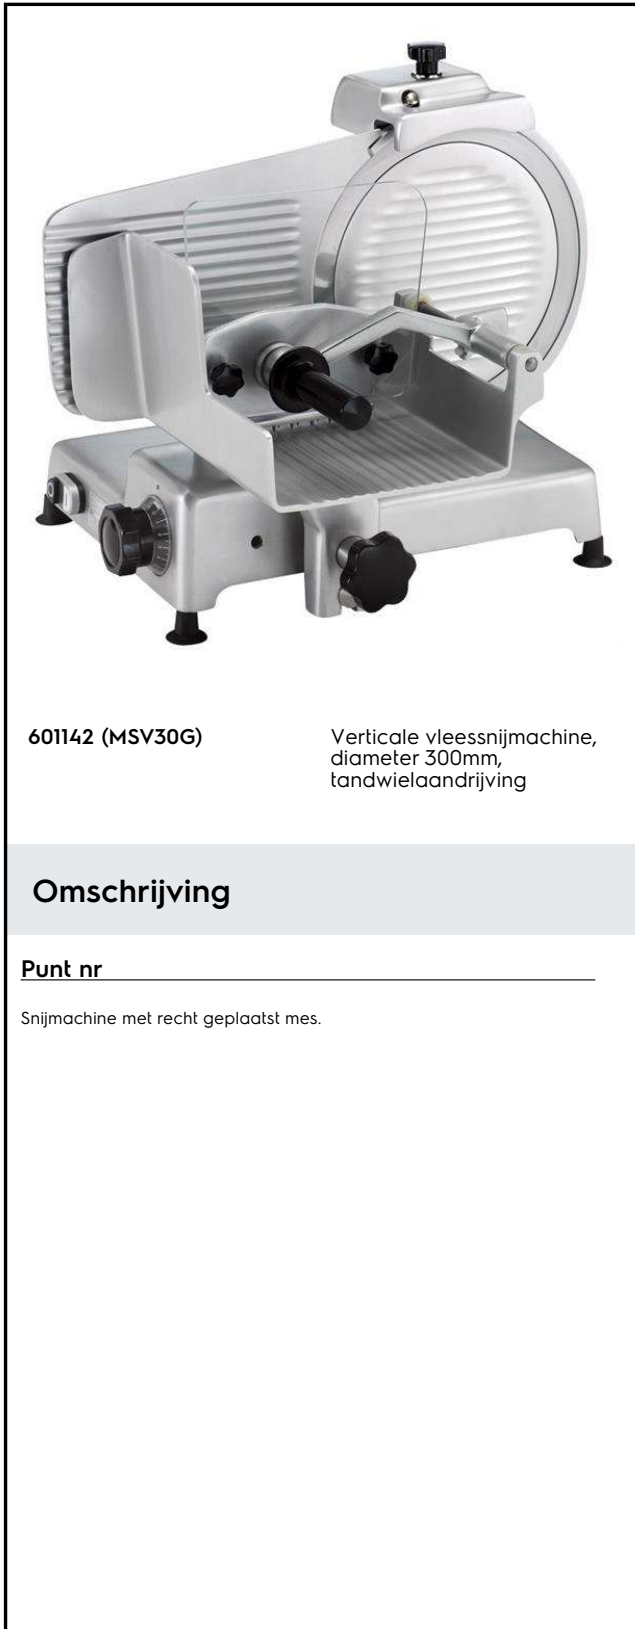 601142 (MSV30G)
Verticale vleessnijmachine,
diameter 300mm,
tandwielaandrijving
Omschrijving
Punt nr
Snijmachine met recht geplaatst mes.